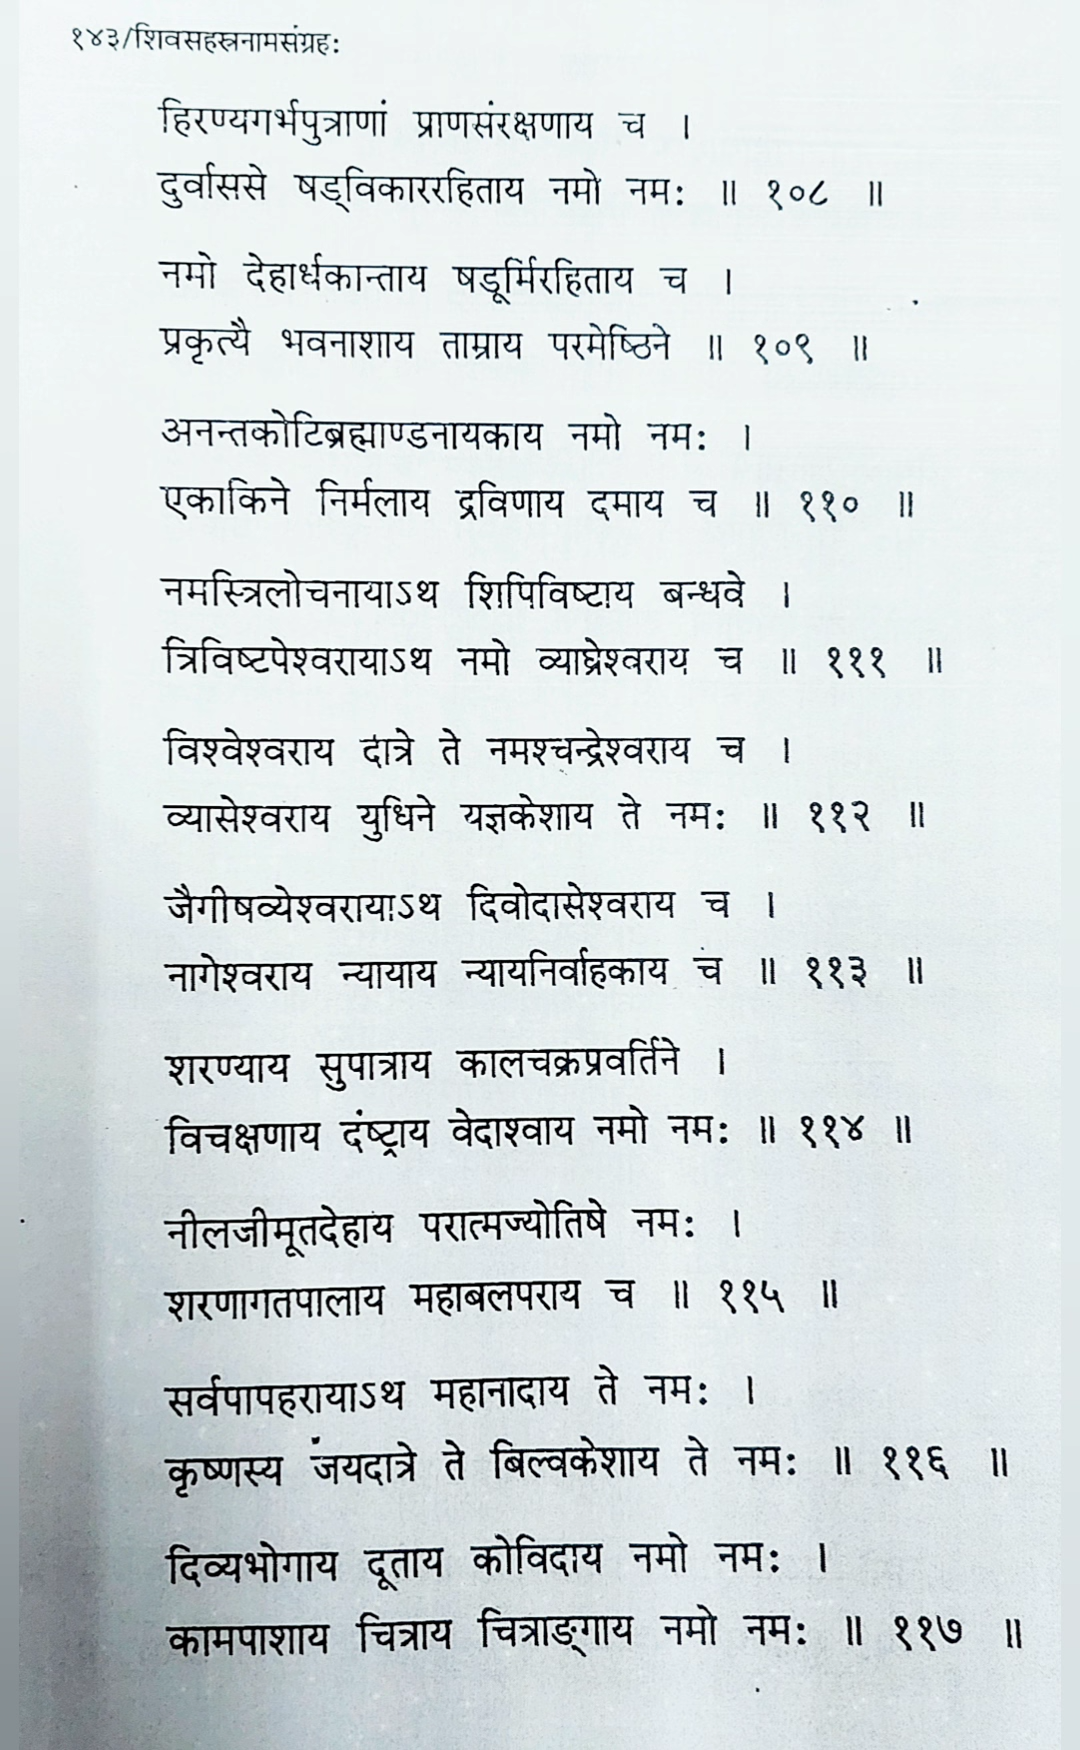 १४३/शिवसहस्रनामसंग्रह:
हिरण्यगर्भपुत्राणां प्राणसंरक्षणाय च ।
दुर्वाससे षड्विकाररहिताय नमो नम: ॥ १०८ ॥
नमो देहार्धकान्ताय षडूर्मिरहिताय च ।
प्रकृत्यै भवनाशाय ताम्राय परमेष्ठिने ॥ १०९ ॥
अनन्तकोटिब्रह्माण्डनायकाय नमो नम: ।
एकाकिने निर्मलाय द्रविणाय दमाय च ॥ ११० ॥
नमस्त्रिलोचनायाऽथ शिपिविष्टाय बन्धवे ।
त्रिविष्टपेश्वरायाऽथ नमो व्याघ्रेश्वराय च ॥ १११ ॥
विश्वेश्वराय दात्रे ते नमश्चन्द्रेश्वराय च ।
व्यासेश्वराय युधिने यज्ञकेशाय ते नम: ॥ ११२ ॥
जैगीषव्येश्वरायाऽथ दिवोदासेश्वराय च ।
नागेश्वराय न्यायाय न्यायनिर्वाहकाय च ॥ ११३ ॥
शरण्याय सुपात्राय कालचक्रप्रवर्तिने ।
विचक्षणाय दंष्ट्राय वेदाश्वाय नमो नम: ॥ ११४ ॥
नीलजीमूतदेहाय परात्मज्योतिषे नम: ।
शरणागतपालाय महाबलपराय च ॥ ११५ ॥
सर्वपापहरायाऽथ महानादाय ते नम: ।
कृष्णस्य जयदात्रे ते बिल्वकेशाय ते नम: ॥ ११६ ॥
दिव्यभोगाय दूताय कोविदाय नमो नम: ।
कामपाशाय चित्राय चित्राङ्गाय नमो नम: ॥ ११७ ॥